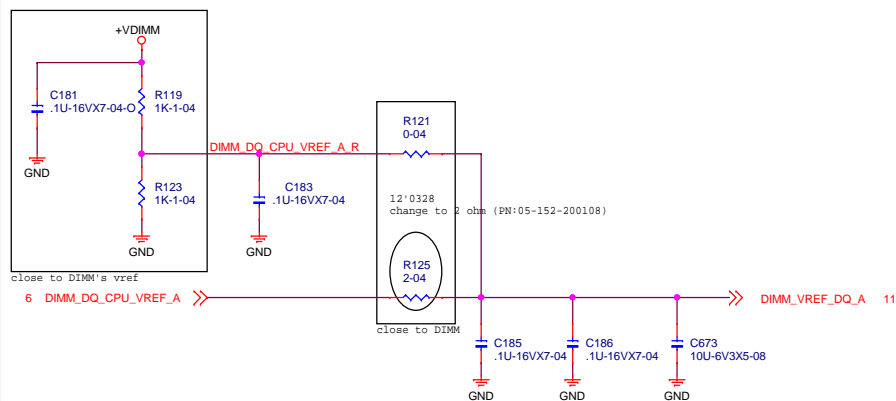 +VDIMM
C181
.1U-16VX7-04-O
R119
1K-1-04
GND
DIMM_DQ_CPU_VREF_A_R
R121
0-04
R123
1K-1-04
C183
.1U-16VX7-04
GND
GND
12'0328
change to 2 ohm (PN:05-152-200108)
close to DIMM's vref
R125
2-04
6 DIMM_DQ_CPU_VREF_A
DIMM_VREF_DQ_A 11
close to DIMM
C185
.1U-16VX7-04
C186
.1U-16VX7-04
C673
10U-6V3X5-08
GND
GND
GND